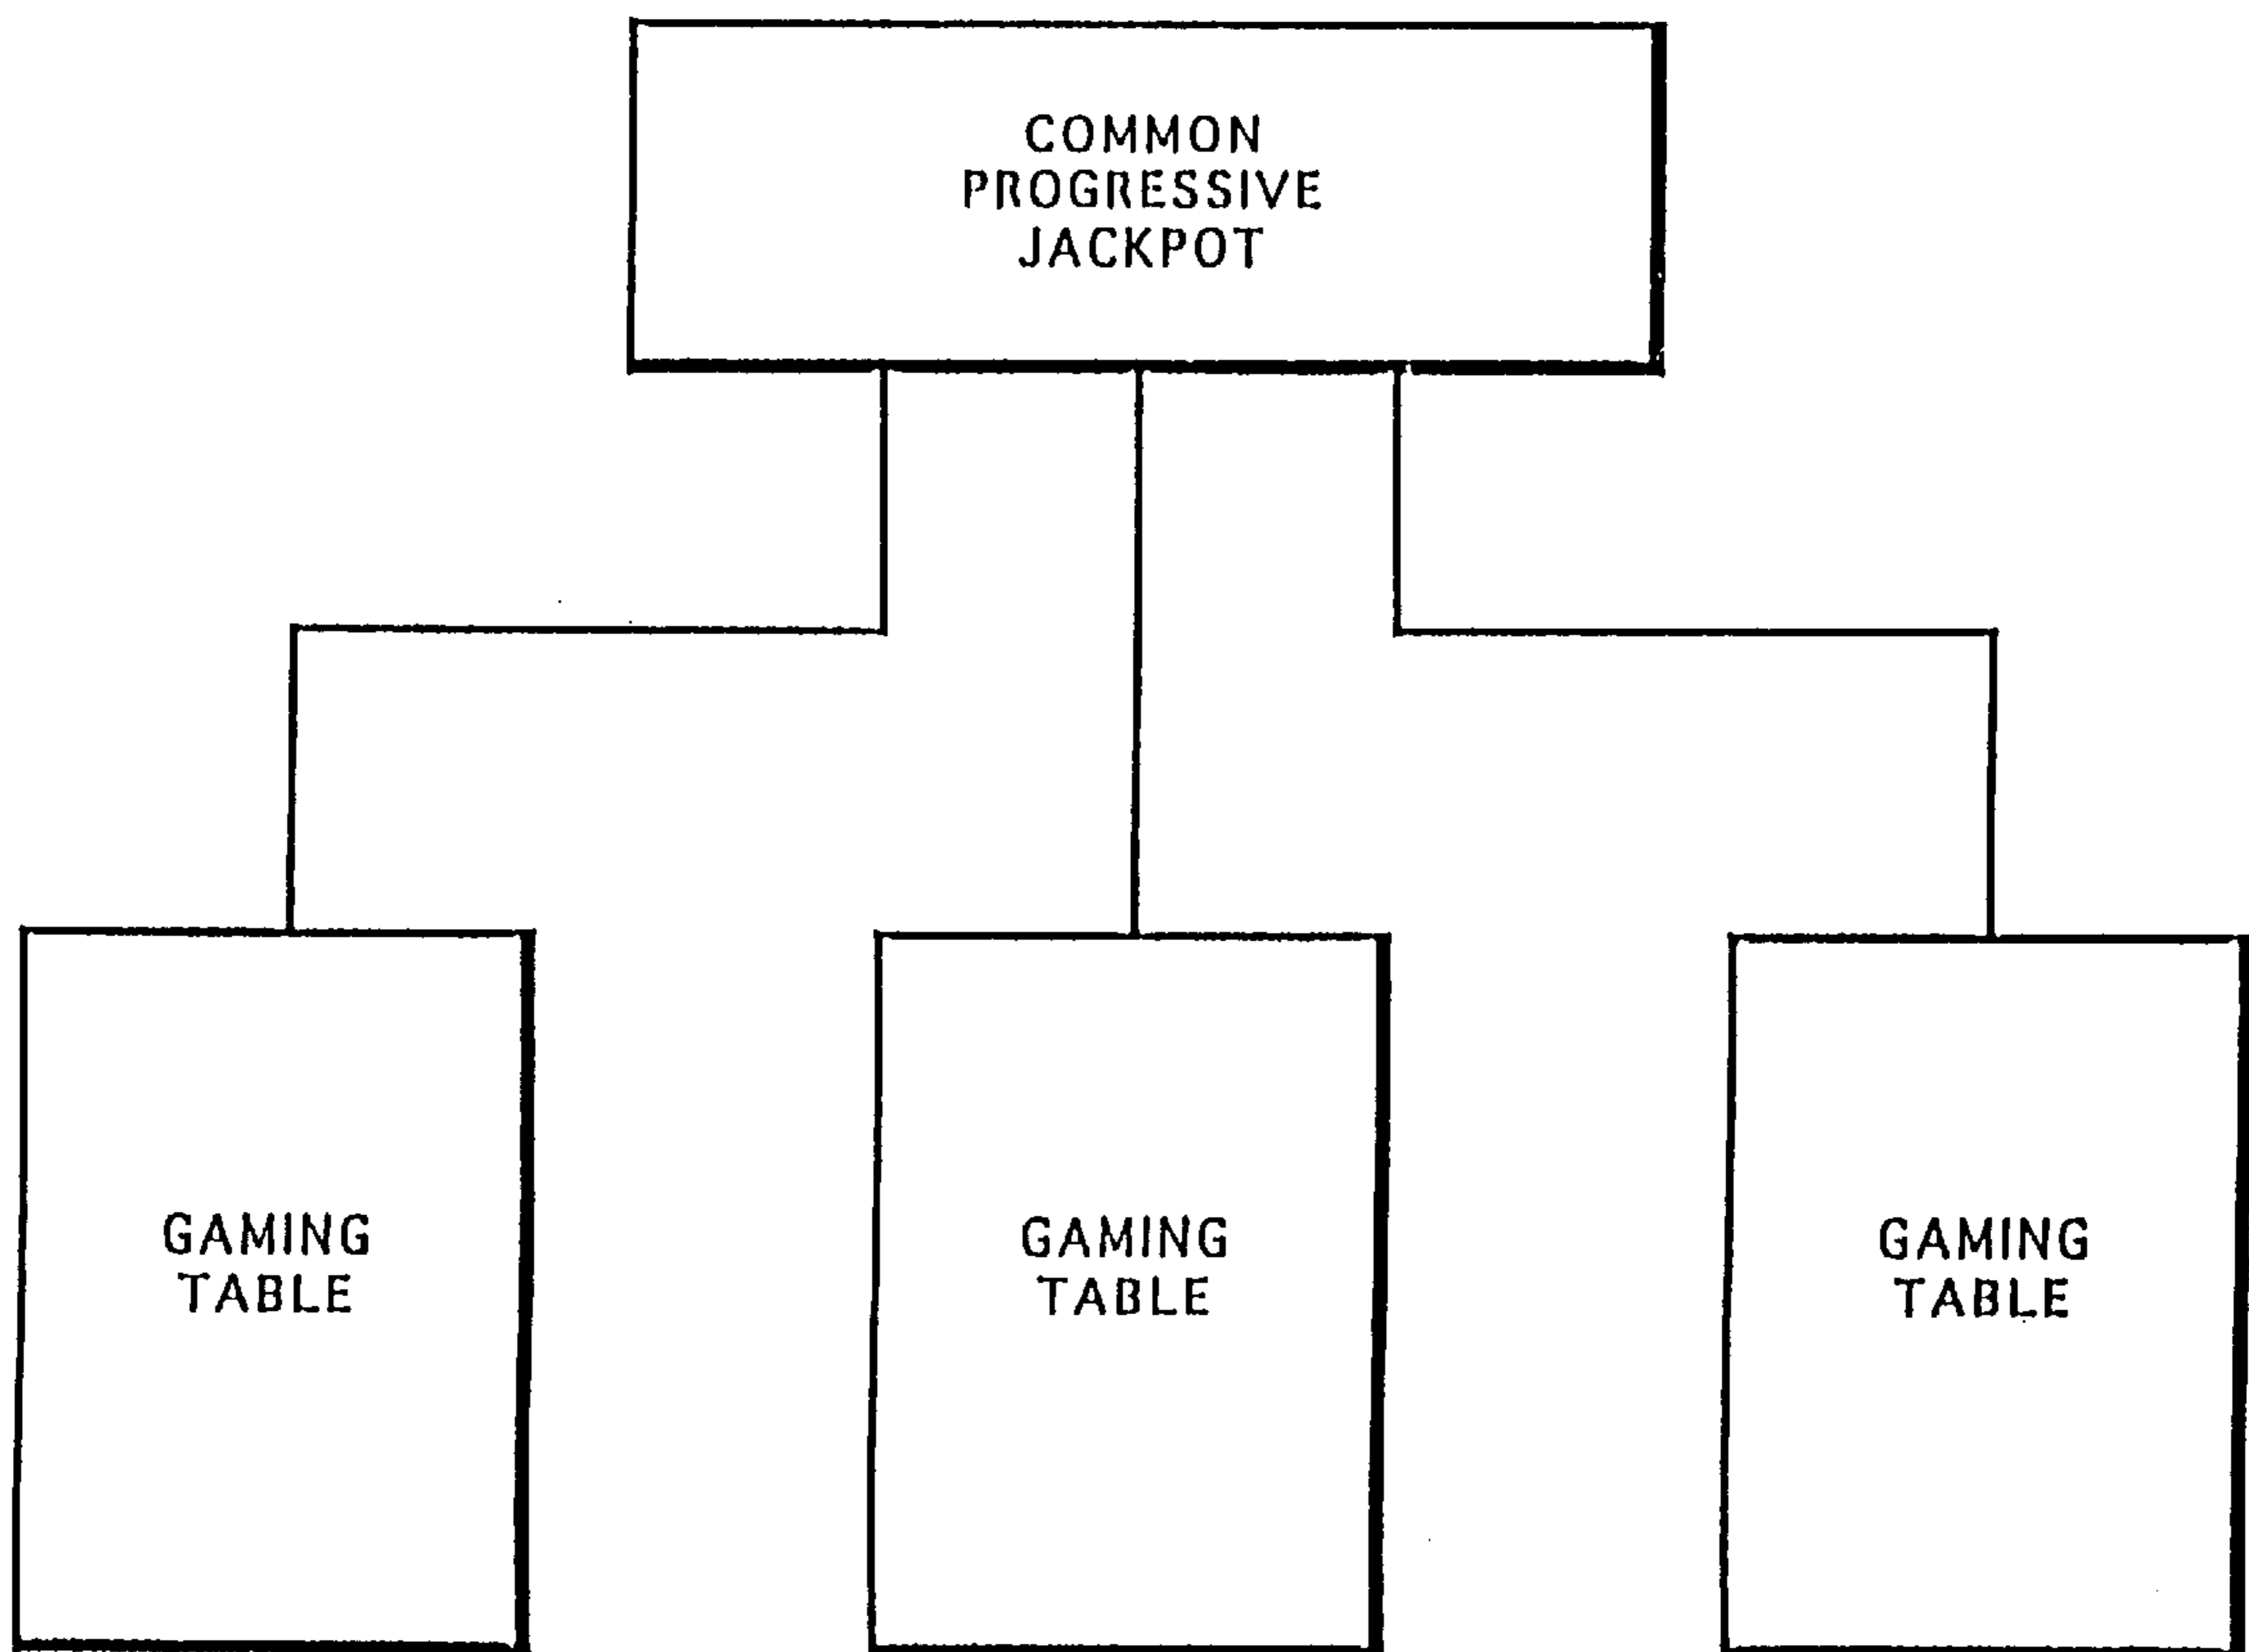 COMMON
PROGRESSIVE
JACKPOT
GAMING
TABLE
GAMING
TABLE
GAMING
TABLE